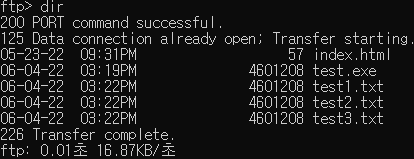 ftp> dir
200 PORT command successful.
125 Data connection already open; Transfer starting.
05-23-22  09:31PM                   57 index.html
06-04-22  03:19PM              4601208 test.exe
06-04-22  03:22PM              4601208 test1.txt
06-04-22  03:22PM              4601208 test2.txt
06-04-22  03:22PM              4601208 test3.txt
226 Transfer complete.
ftp: 0.01초 16.87KB/초